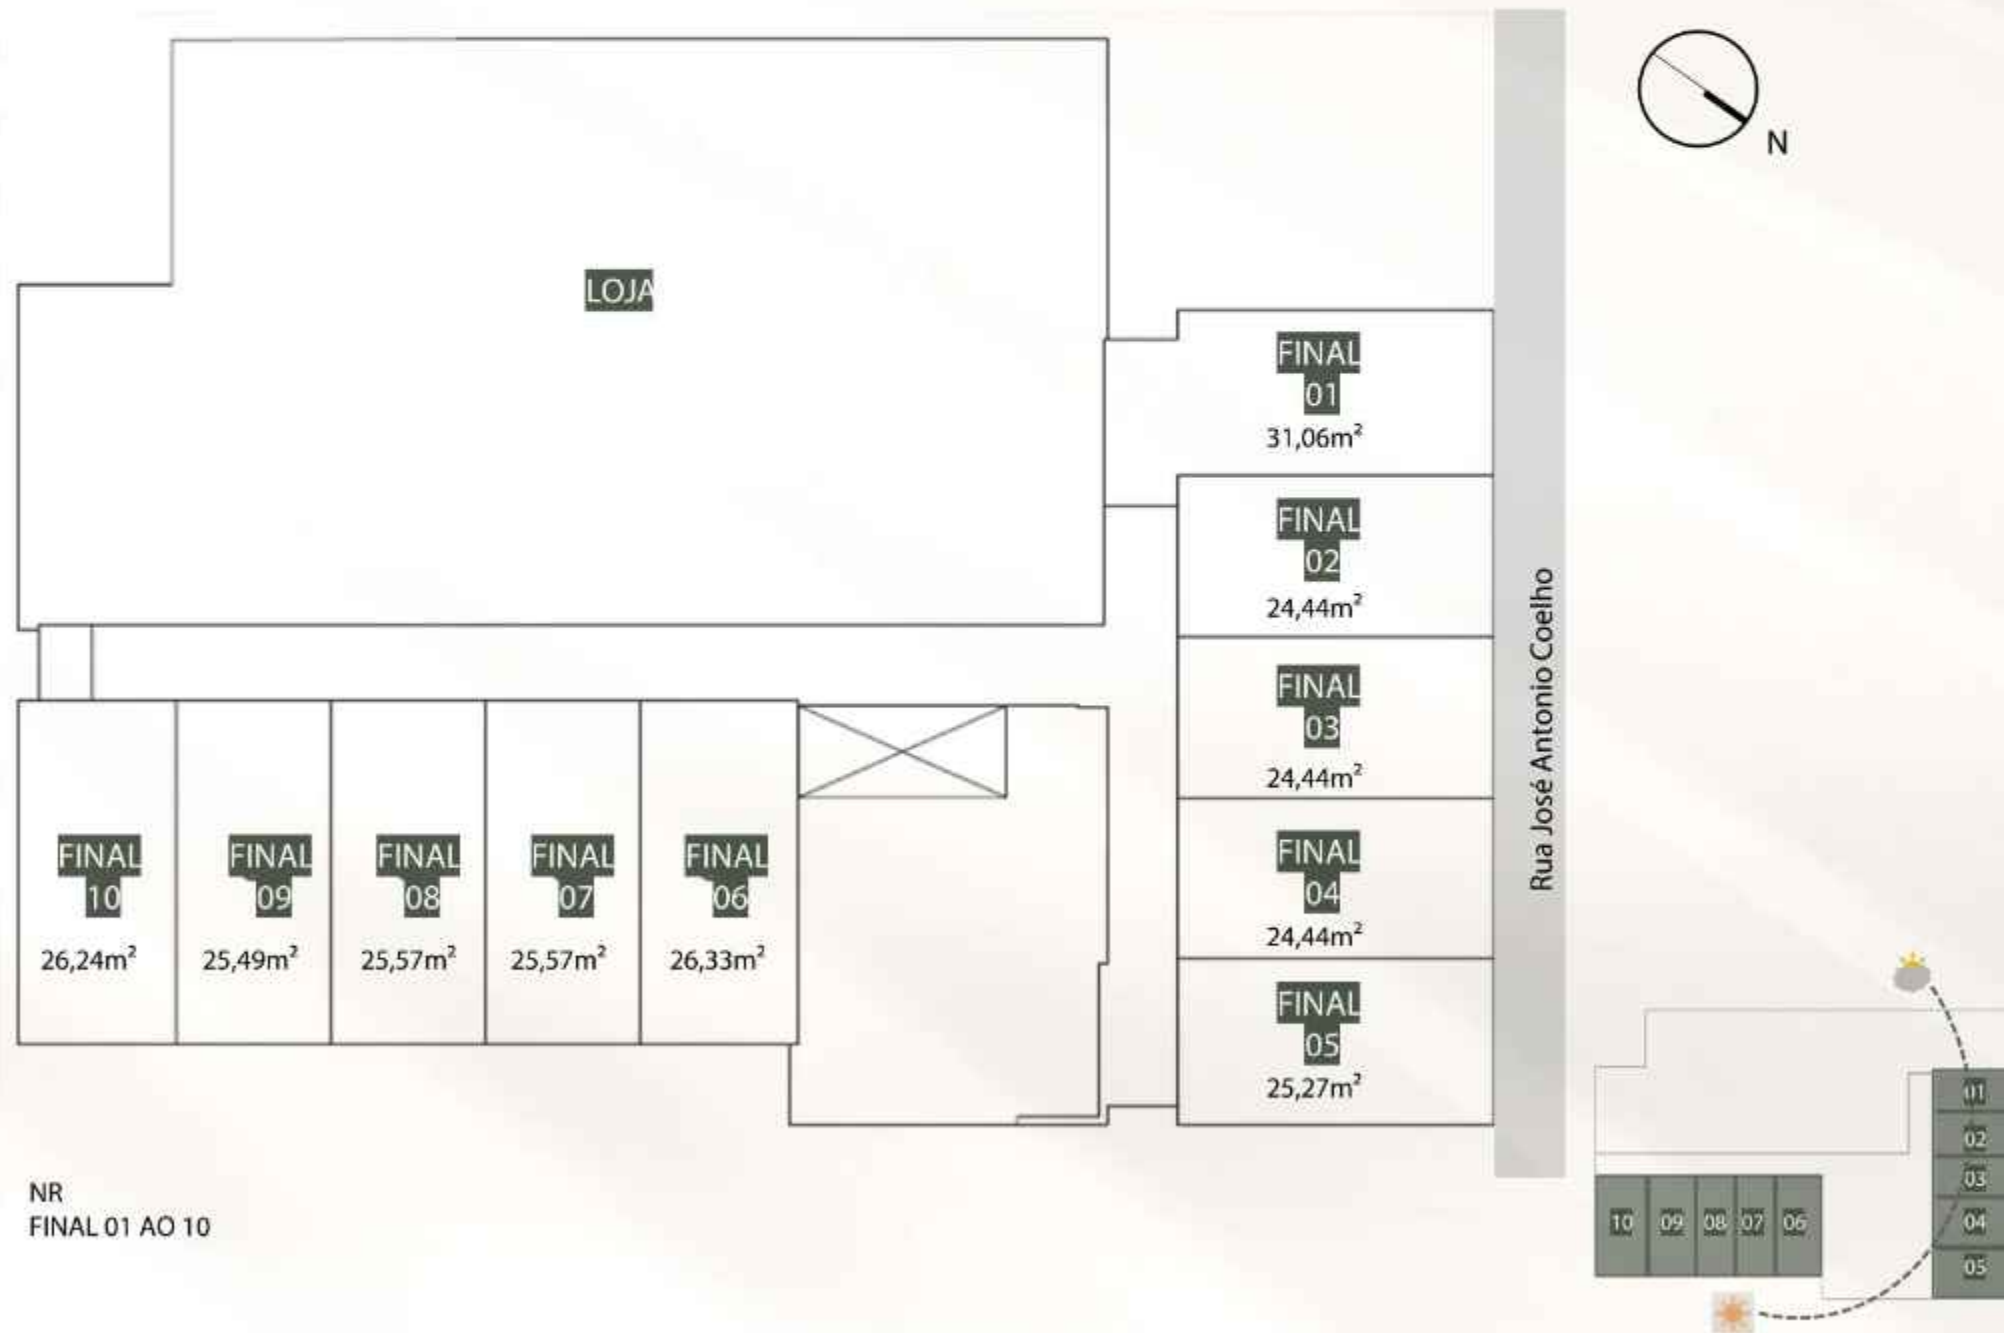 N
LOJA
FINAL
01
31,06m²
FINAL
02
24,44m²
FINAL
03
24,44m²
FINAL
04
24,44m²
FINAL
05
25,27m²
Rua José Antonio Coelho
FINAL
10
26,24m²
FINAL
09
25,49m²
FINAL
08
25,57m²
FINAL
07
25,57m²
FINAL
06
26,33m²
NR
FINAL 01 AO 10
01
02
03
04
05
10 09 08 07 06